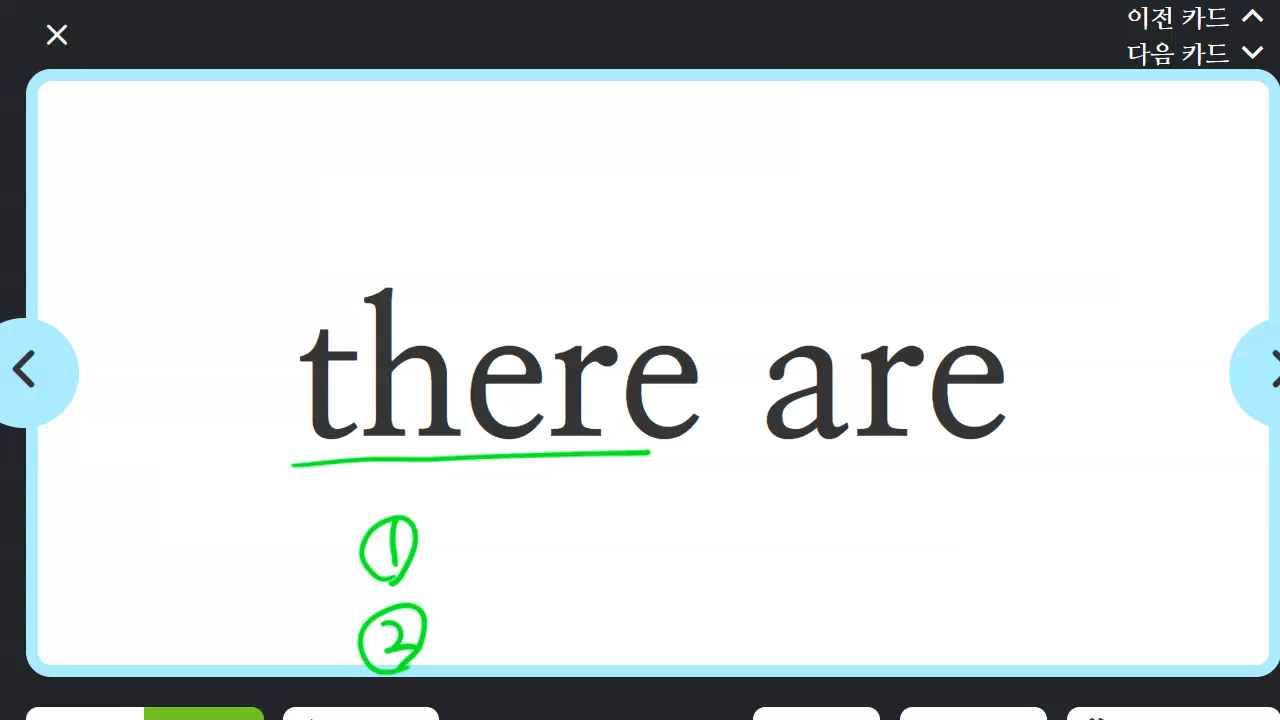 이전 카드
다음 카드
there are
①
②